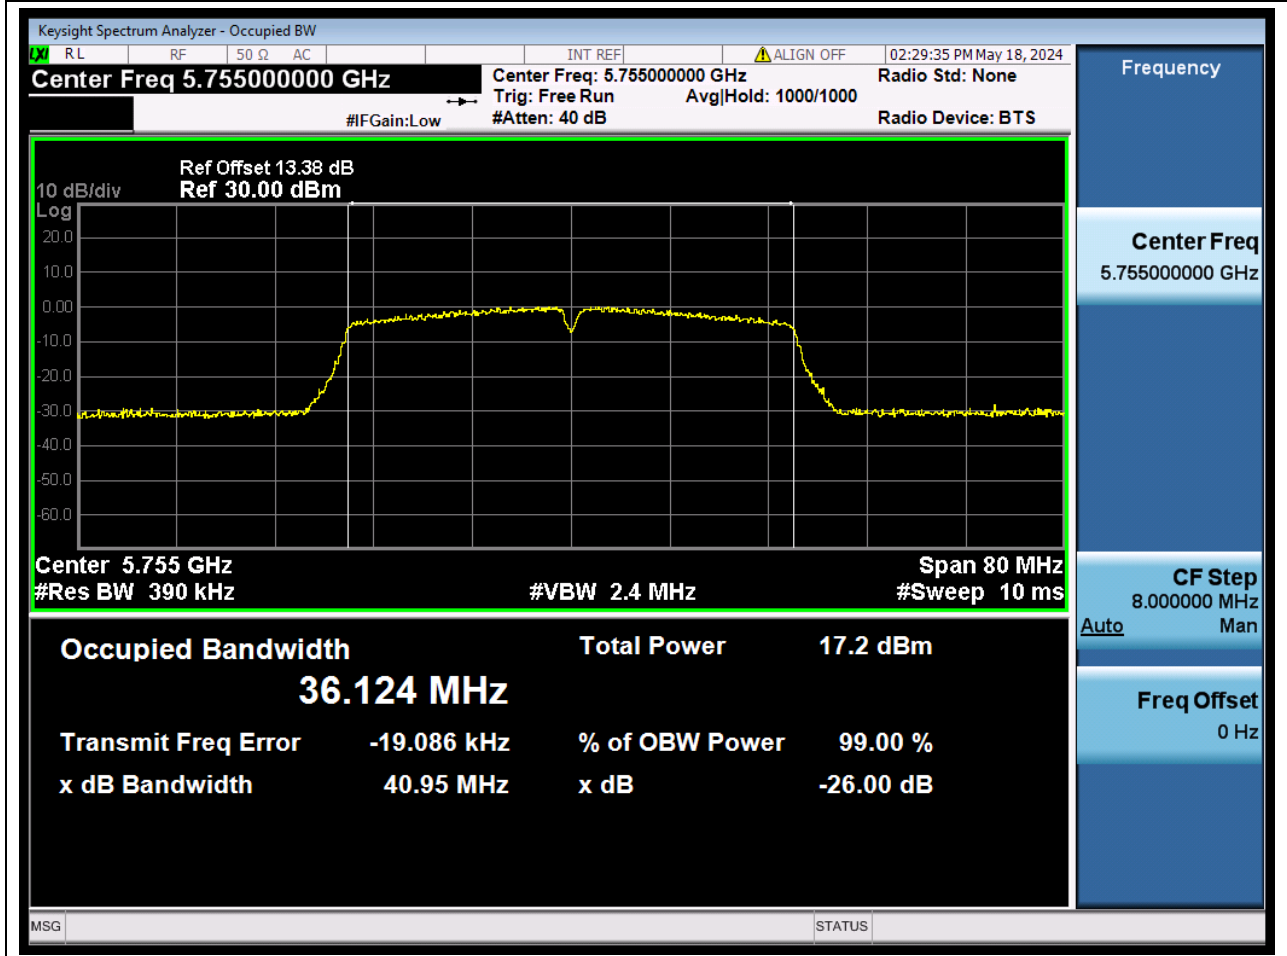 Keysight Spectrum Analyzer - Occupied BW
LXI RL RF 50 Ω AC INT REF ALIGN OFF 02:29:35 PM May 18, 2024
Center Freq 5.755000000 GHz
Center Freq: 5.755000000 GHz
Radio Std: None
Trig: Free Run Avg|Hold: 1000/1000
#IFGain:Low
#Atten: 40 dB
Radio Device: BTS
Ref Offset 13.38 dB
10 dB/div Ref 30.00 dBm
Log
20.0
10.0
0.00
-10.0
-20.0
-30.0
-40.0
-50.0
-60.0
Center 5.755 GHz Span 80 MHz
#Res BW 390 kHz #VBW 2.4 MHz #Sweep 10 ms
Occupied Bandwidth Total Power 17.2 dBm
36.124 MHz
Transmit Freq Error -19.086 kHz % of OBW Power 99.00 %
x dB Bandwidth 40.95 MHz x dB -26.00 dB
MSG STATUS
Frequency
Center Freq
5.755000000 GHz
CF Step
8.000000 MHz
Auto Man
Freq Offset
0 Hz